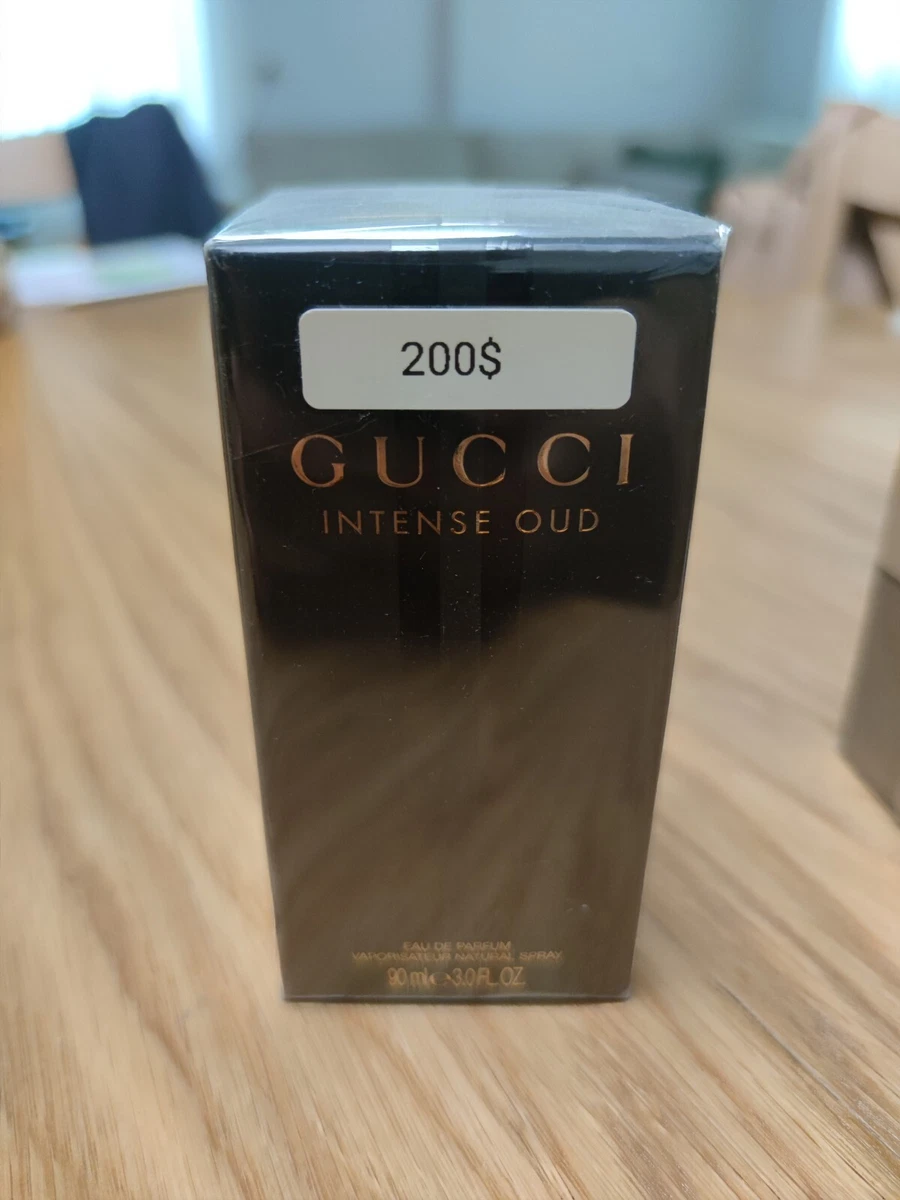 200$
GUCCI
INTENSE OUD
EAU DE PARFUM
VAPORISATEUR NATURAL SPRAY
90 ml ℮ 3.0 FL. OZ.